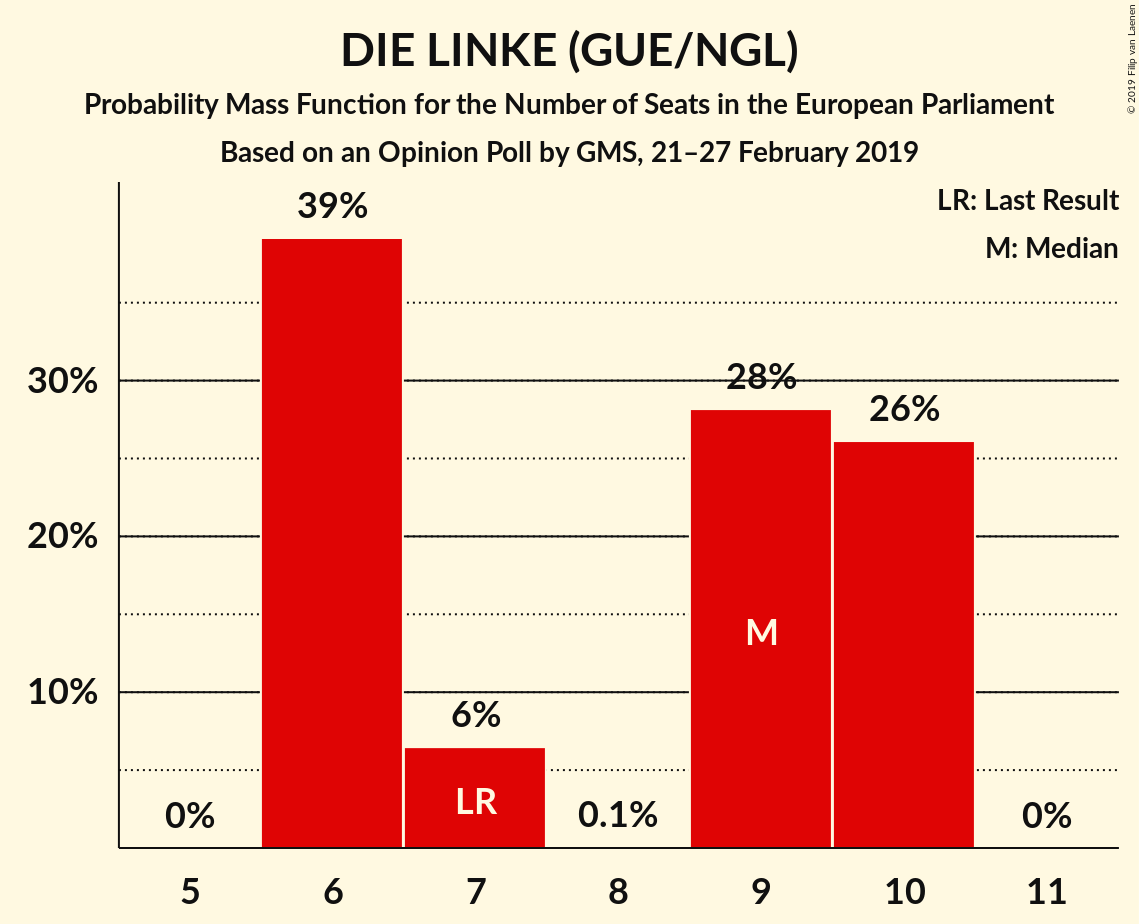 DIE LINKE (GUE/NGL)
Probability Mass Function for the Number of Seats in the European Parliament
Based on an Opinion Poll by GMS, 21–27 February 2019
© 2019 Filip van Laenen
LR: Last Result
M: Median
39%
30%
28%
26%
20%
M
10%
6%
LR
0%
0.1%
0%
5 6 7 8 9 10 11